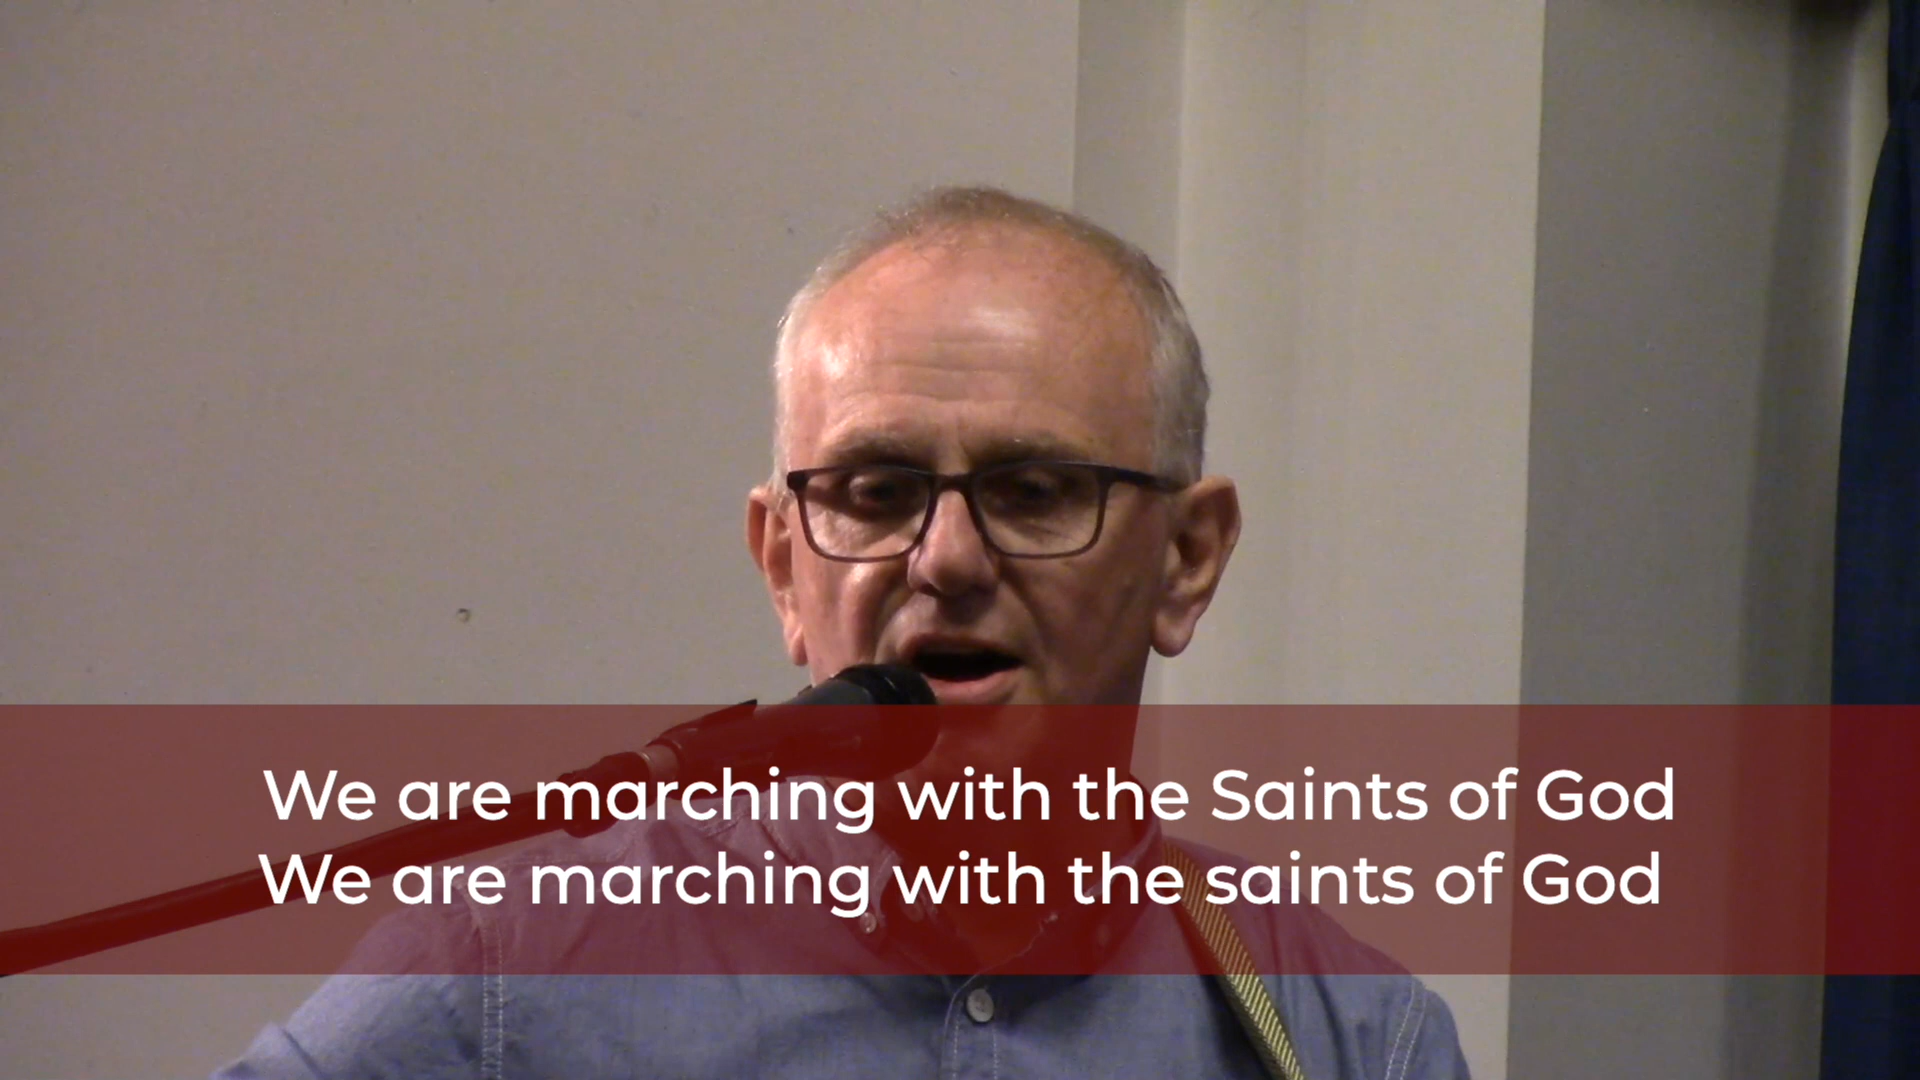 We are marching with the Saints of God
We are marching with the saints of God